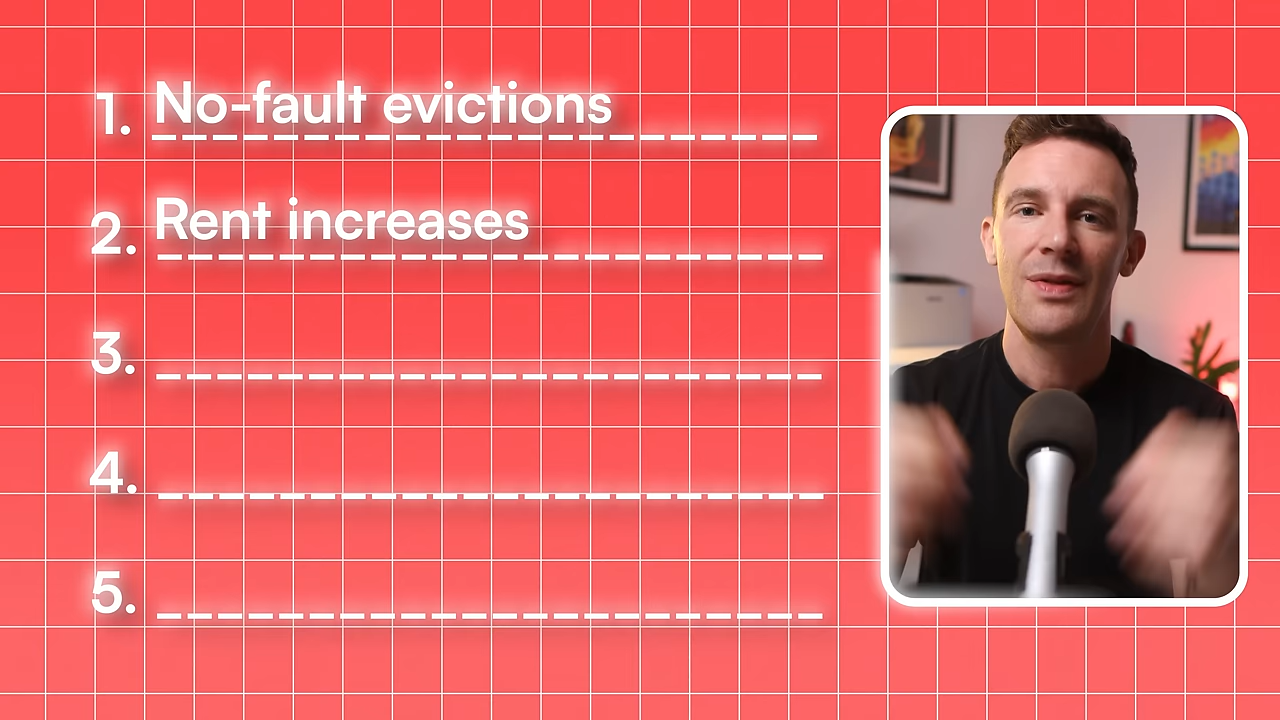 1. No-fault evictions
2. Rent increases
3.
4.
5.